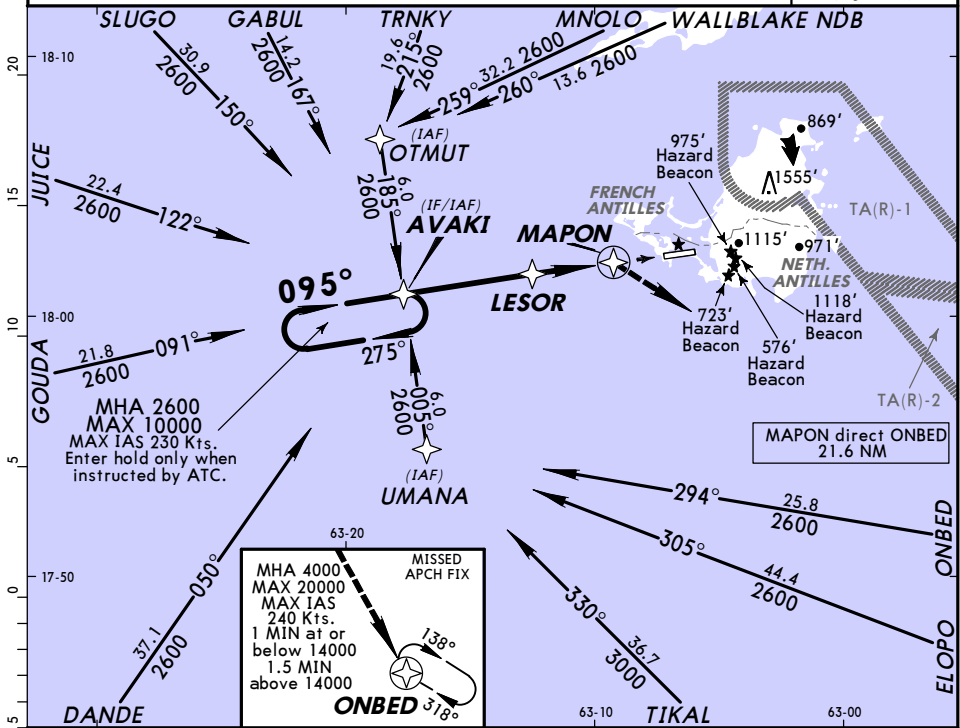 SLUGO
GABUL
TRNKY
MNOLO
WALLBLAKE NDB
30.9
2600
150°
14.2
2600
167°
19.6
215°
2600
32.2 2600
259°
13.6 2600
260°
20
18-10
15
18-00
10
5
17-50
0
5
JUICE
22.4
2600
122°
(IAF)
OTMUT
6.0
185°
2600
(IF/IAF)
AVAKI
MAPON
LESOR
FRENCH
ANTILLES
975'
Hazard
Beacon
869'
1555'
TA(R)-1
1115'
971'
NETH.
ANTILLES
1118'
Hazard
Beacon
723'
Hazard
Beacon
576'
Hazard
Beacon
TA(R)-2
095°
275°
GOUDA
21.8
2600
091°
MHA 2600
MAX 10000
MAX IAS 230 Kts.
Enter hold only when
instructed by ATC.
6.0
005°
2600
(IAF)
UMANA
MAPON direct ONBED
21.6 NM
294°
25.8
2600
ONBED
305°
44.4
2600
ELOPO
330°
36.7
3000
TIKAL
050°
37.1
2600
DANDE
63-20
MHA 4000
MAX 20000
MAX IAS
240 Kts.
1 MIN at or
below 14000
1.5 MIN
above 14000
MISSED
APCH FIX
138°
318°
ONBED
63-10
63-00